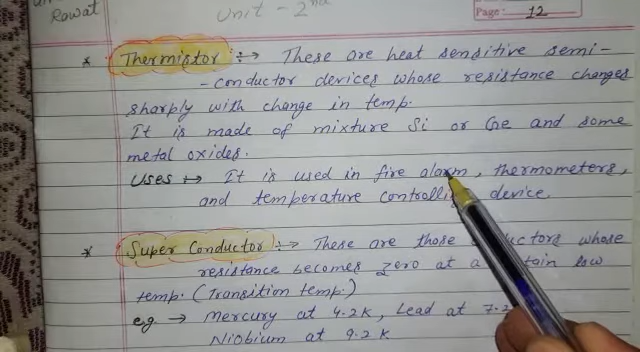 Rawat
Unit - 2nd
Page: 12
* Thermistor ÷→ These are heat sensitive semi-
-conductor devices whose resistance changes
sharply with change in temp.
It is made of mixture Si or Ge and some
metal oxides.
Uses ↦ It is used in fire alarm, thermometers,
and temperature controlling device.
* Super Conductor ÷→ These are those conductors whose
resistance becomes zero at a certain low
temp. (Transition temp.)
e.g. → Mercury at 4.2K, Lead at 7.2
Niobium at 9.2 K